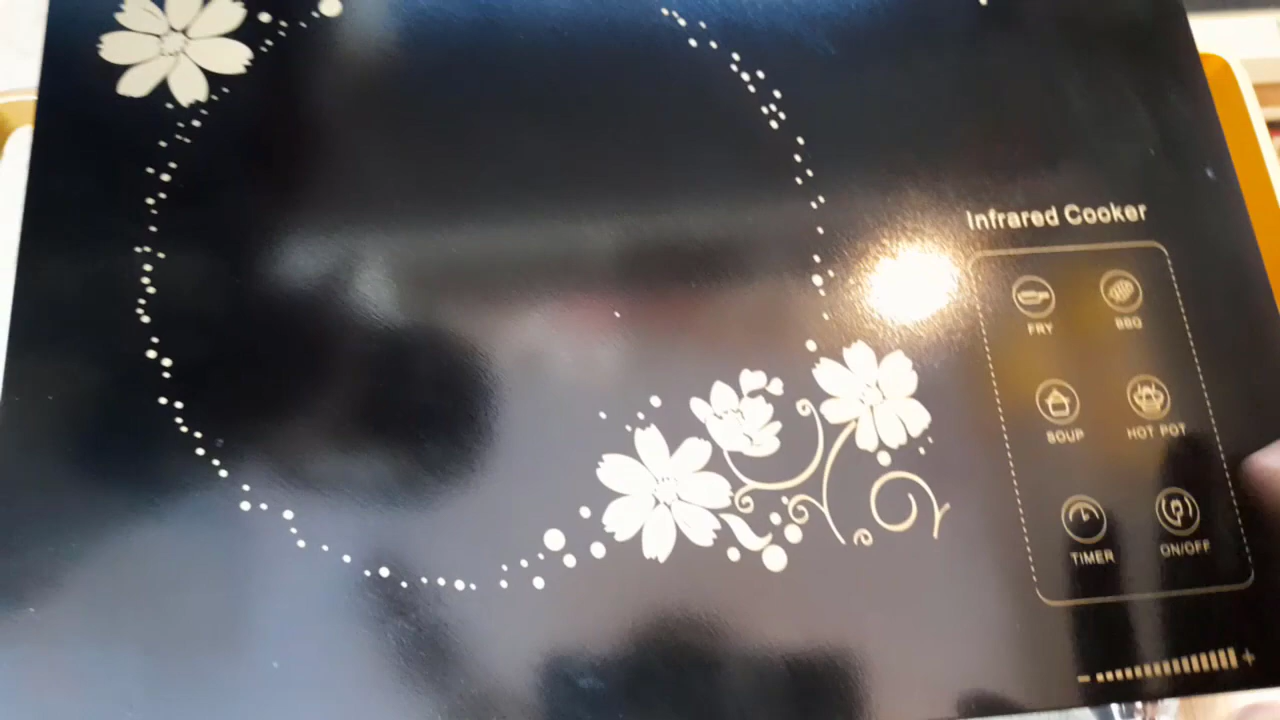 Infrared Cooker
FRY BBQ
SOUP HOT POT
TIMER ON/OFF
- +